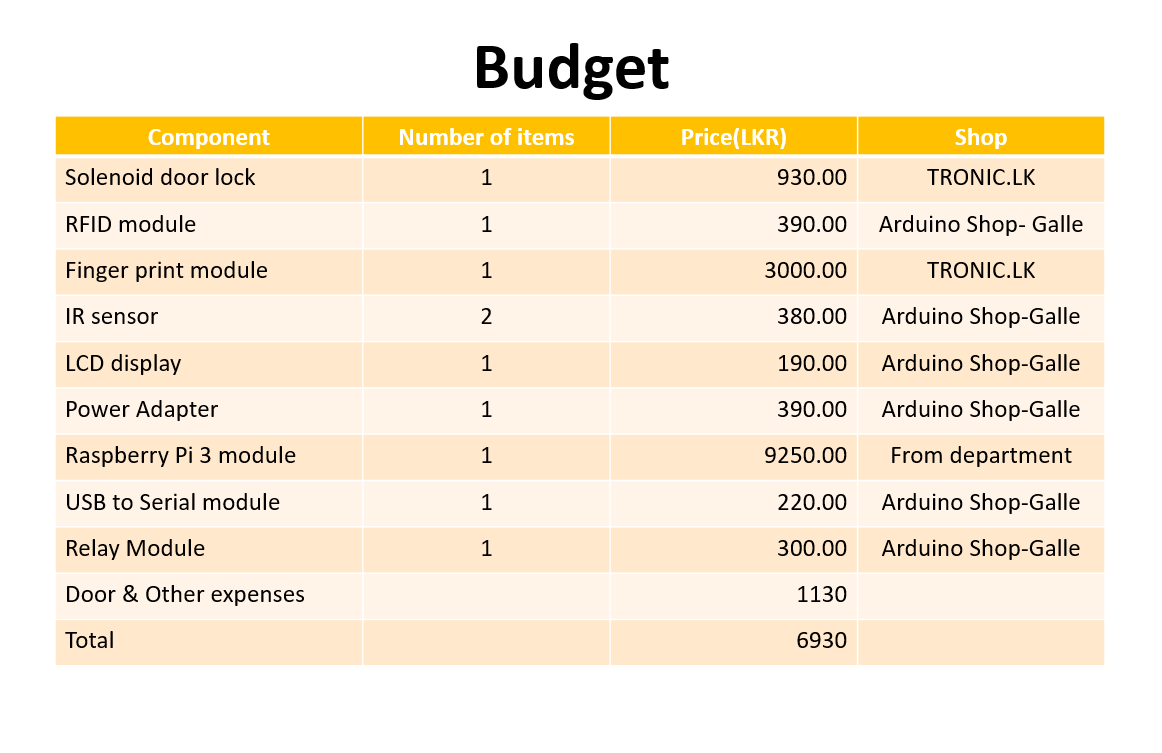 Budget
Component Number of items Price(LKR) Shop
Solenoid door lock 1 930.00 TRONIC.LK
RFID module 1 390.00 Arduino Shop- Galle
Finger print module 1 3000.00 TRONIC.LK
IR sensor 2 380.00 Arduino Shop-Galle
LCD display 1 190.00 Arduino Shop-Galle
Power Adapter 1 390.00 Arduino Shop-Galle
Raspberry Pi 3 module 1 9250.00 From department
USB to Serial module 1 220.00 Arduino Shop-Galle
Relay Module 1 300.00 Arduino Shop-Galle
Door & Other expenses 1130
Total 6930